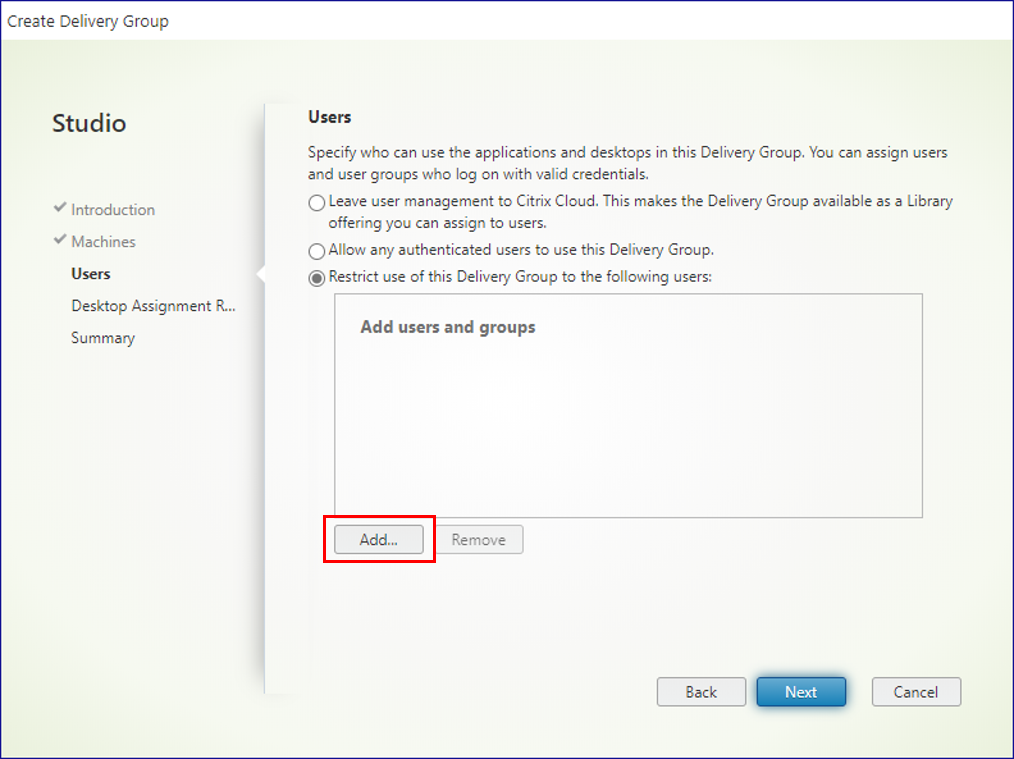 Create Delivery Group
Studio
Introduction
Machines
Users
Desktop Assignment R...
Summary
Users
Specify who can use the applications and desktops in this Delivery Group. You can assign users
and user groups who log on with valid credentials.
Leave user management to Citrix Cloud. This makes the Delivery Group available as a Library
offering you can assign to users.
Allow any authenticated users to use this Delivery Group.
Restrict use of this Delivery Group to the following users:
Add users and groups
Add...
Remove
Back
Next
Cancel